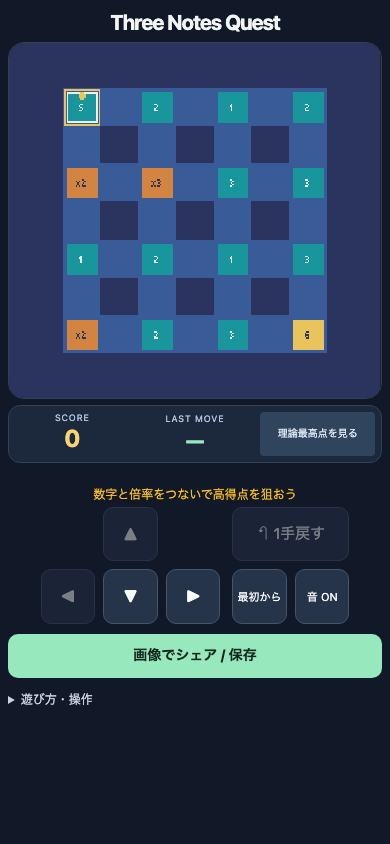 Three Notes Quest
S 2 1 2
x2 x3 3 3
1 2 1 3
x2 2 3 G
SCORE LAST MOVE
0 — 理論最高点を見る
数字と倍率をつないで高得点を狙おう
▲ 1手戻す
◀ ▼ ▶ 最初から 音 ON
画像でシェア / 保存
▶ 遊び方・操作